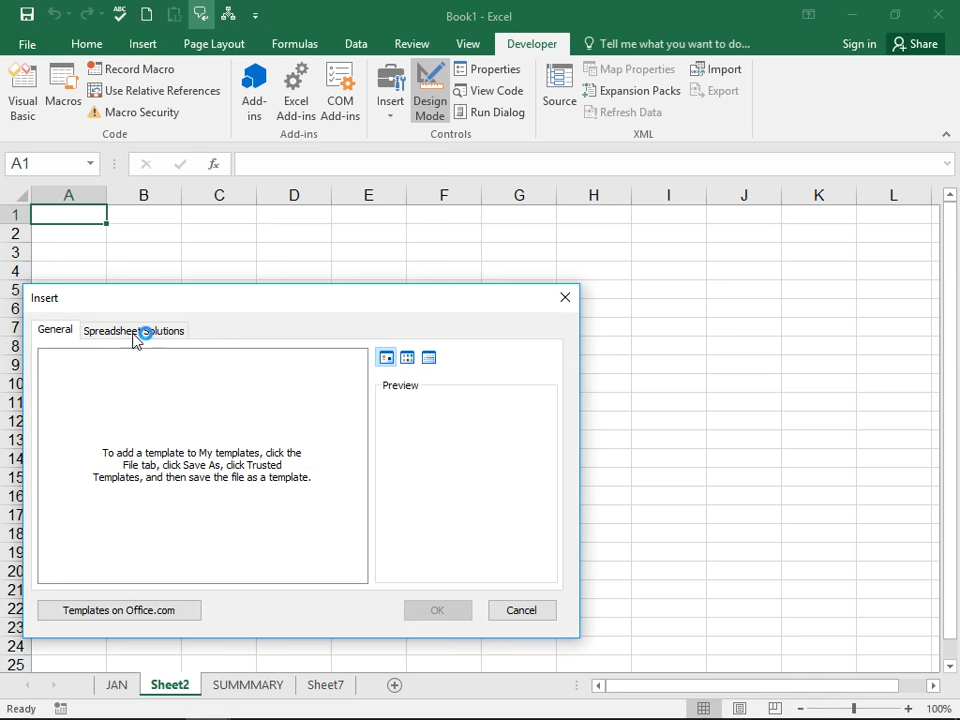 ABC
Book1 - Excel
File Home Insert Page Layout Formulas Data Review View Developer Tell me what you want to do... Sign in Share
Visual Basic
Macros
Record Macro
Use Relative References
Macro Security
Code
Add-ins
Excel Add-ins
COM Add-ins
Add-ins
Insert
Design Mode
Properties
View Code
Run Dialog
Controls
Source
Map Properties
Expansion Packs
Refresh Data
Import
Export
XML
A1 fx
A B C D E F G H I J K L
1
2
3
4
5
6
7
8
9
10
11
12
13
14
15
16
17
18
19
20
21
22
23
24
25
Insert
General Spreadsheet Solutions
Preview
To add a template to My templates, click the
File tab, click Save As, click Trusted
Templates, and then save the file as a template.
Templates on Office.com OK Cancel
JAN Sheet2 SUMMMARY Sheet7
Ready 100%